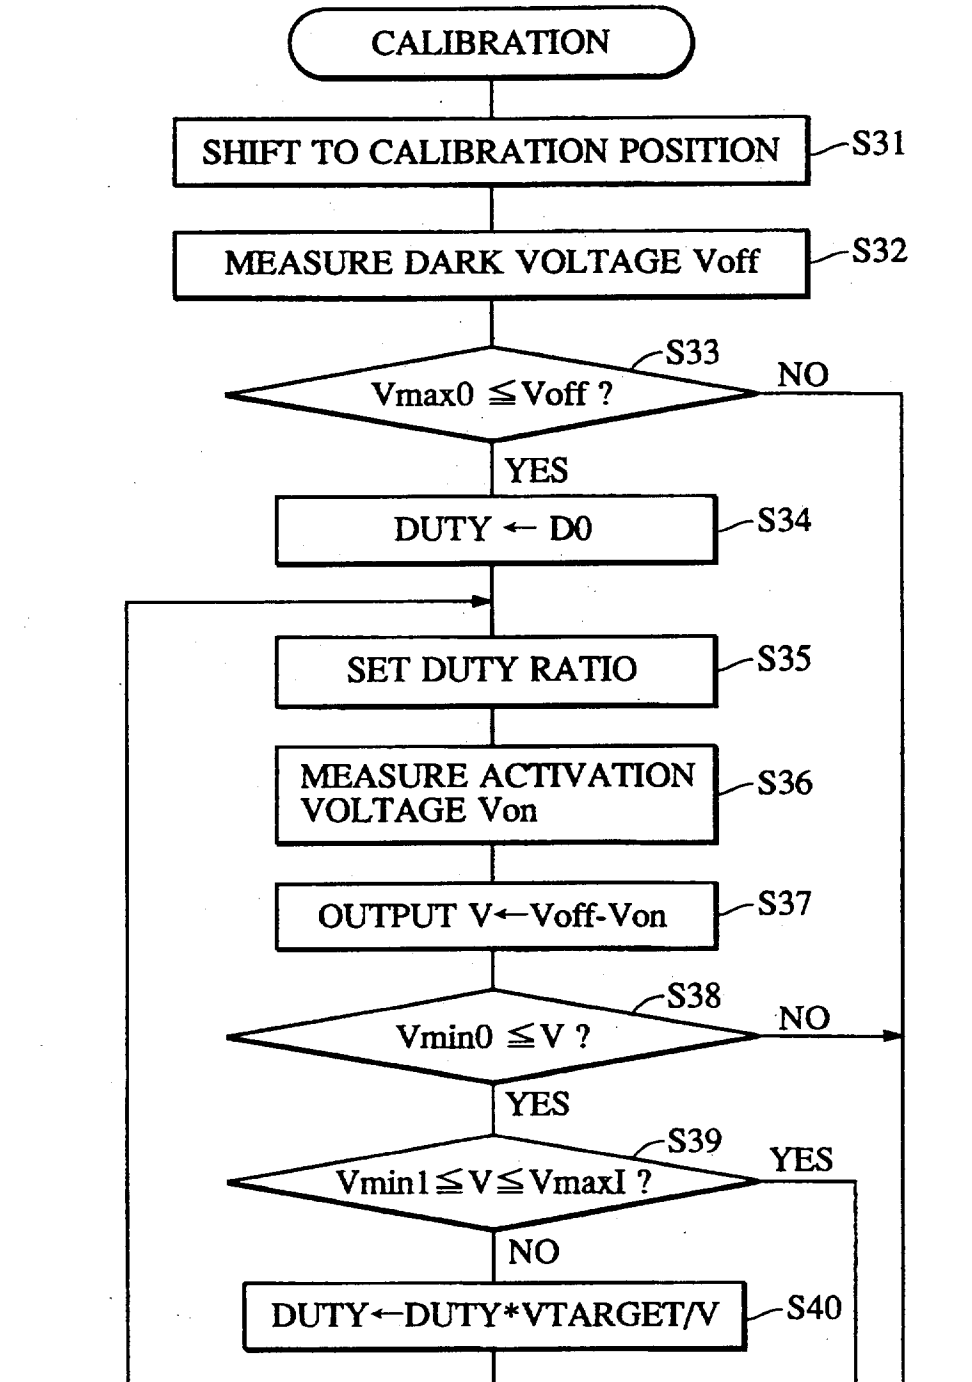 CALIBRATION
SHIFT TO CALIBRATION POSITION
S31
MEASURE DARK VOLTAGE Voff
S32
S33
Vmax0 ≦Voff ?
NO
YES
DUTY ← D0
S34
SET DUTY RATIO
S35
MEASURE ACTIVATION
VOLTAGE Von
S36
OUTPUT V←Voff-Von
S37
S38
Vmin0 ≦V ?
NO
YES
S39
Vmin1≦V≦VmaxI ?
YES
NO
DUTY←DUTY*VTARGET/V
S40